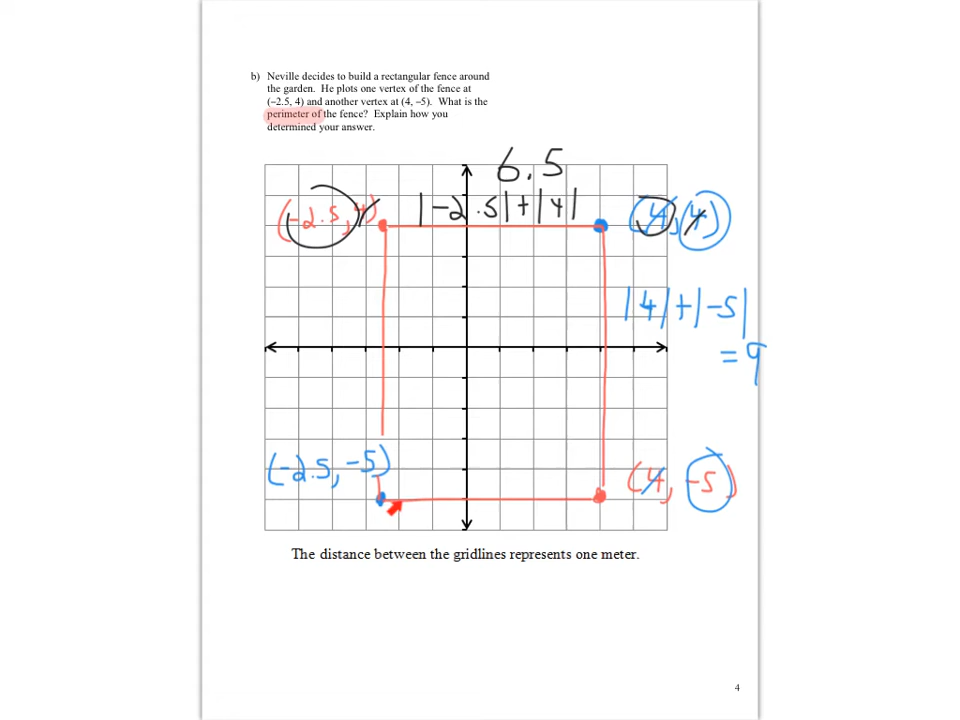 b) Neville decides to build a rectangular fence around
the garden. He plots one vertex of the fence at
(–2.5, 4) and another vertex at (4, –5). What is the
perimeter of the fence? Explain how you
determined your answer.
6.5
(-2.5, 4) |-2.5|+|4| (4, 4)
|4|+|-5|
= 9
(-2.5, -5) (4, -5)
The distance between the gridlines represents one meter.
4